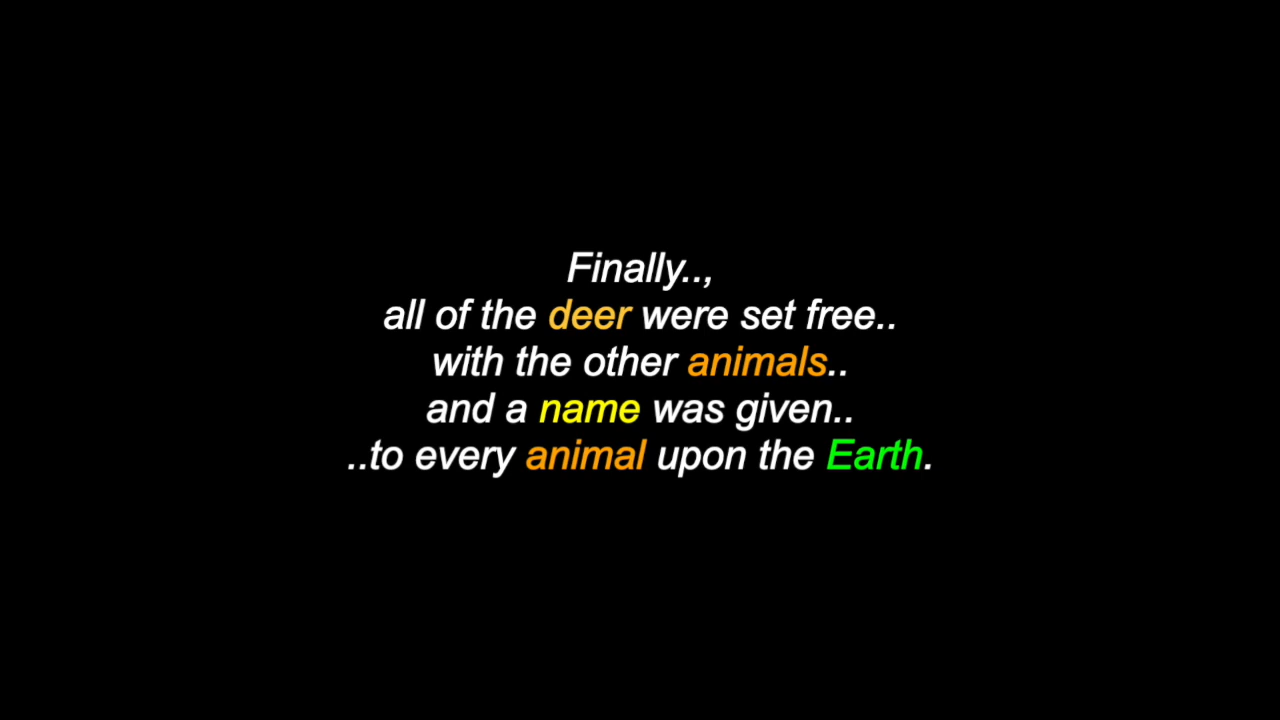 Finally..,
all of the deer were set free..
with the other animals..
and a name was given..
..to every animal upon the Earth.